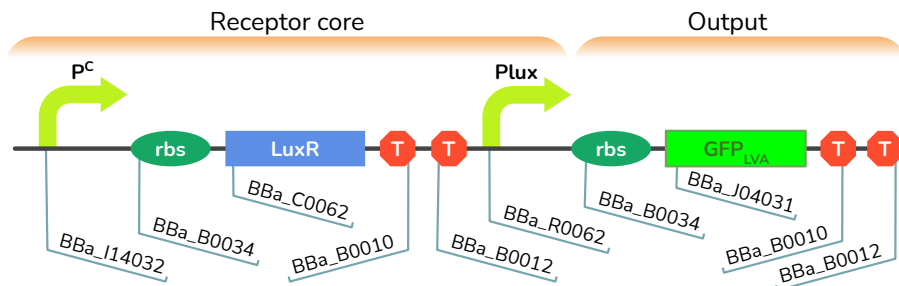 Receptor core
Output
P^C
Plux
rbs
LuxR
T
T
rbs
GFP_LVA
T
T
BBa_I14032
BBa_B0034
BBa_C0062
BBa_B0010
BBa_B0012
BBa_R0062
BBa_B0034
BBa_J04031
BBa_B0010
BBa_B0012